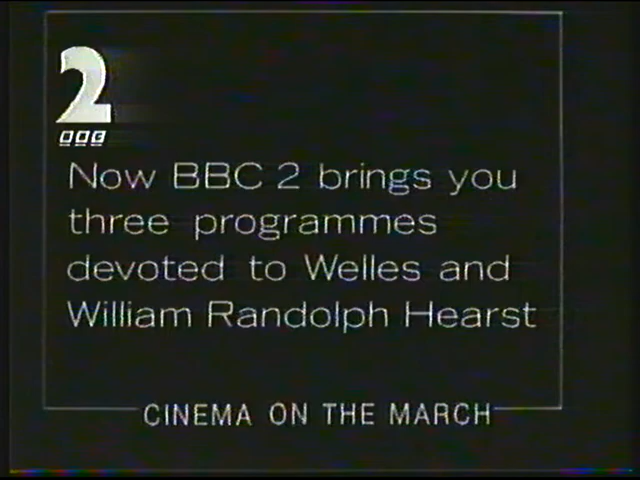 2
BBC
Now BBC 2 brings you
three programmes
devoted to Welles and
William Randolph Hearst
CINEMA ON THE MARCH